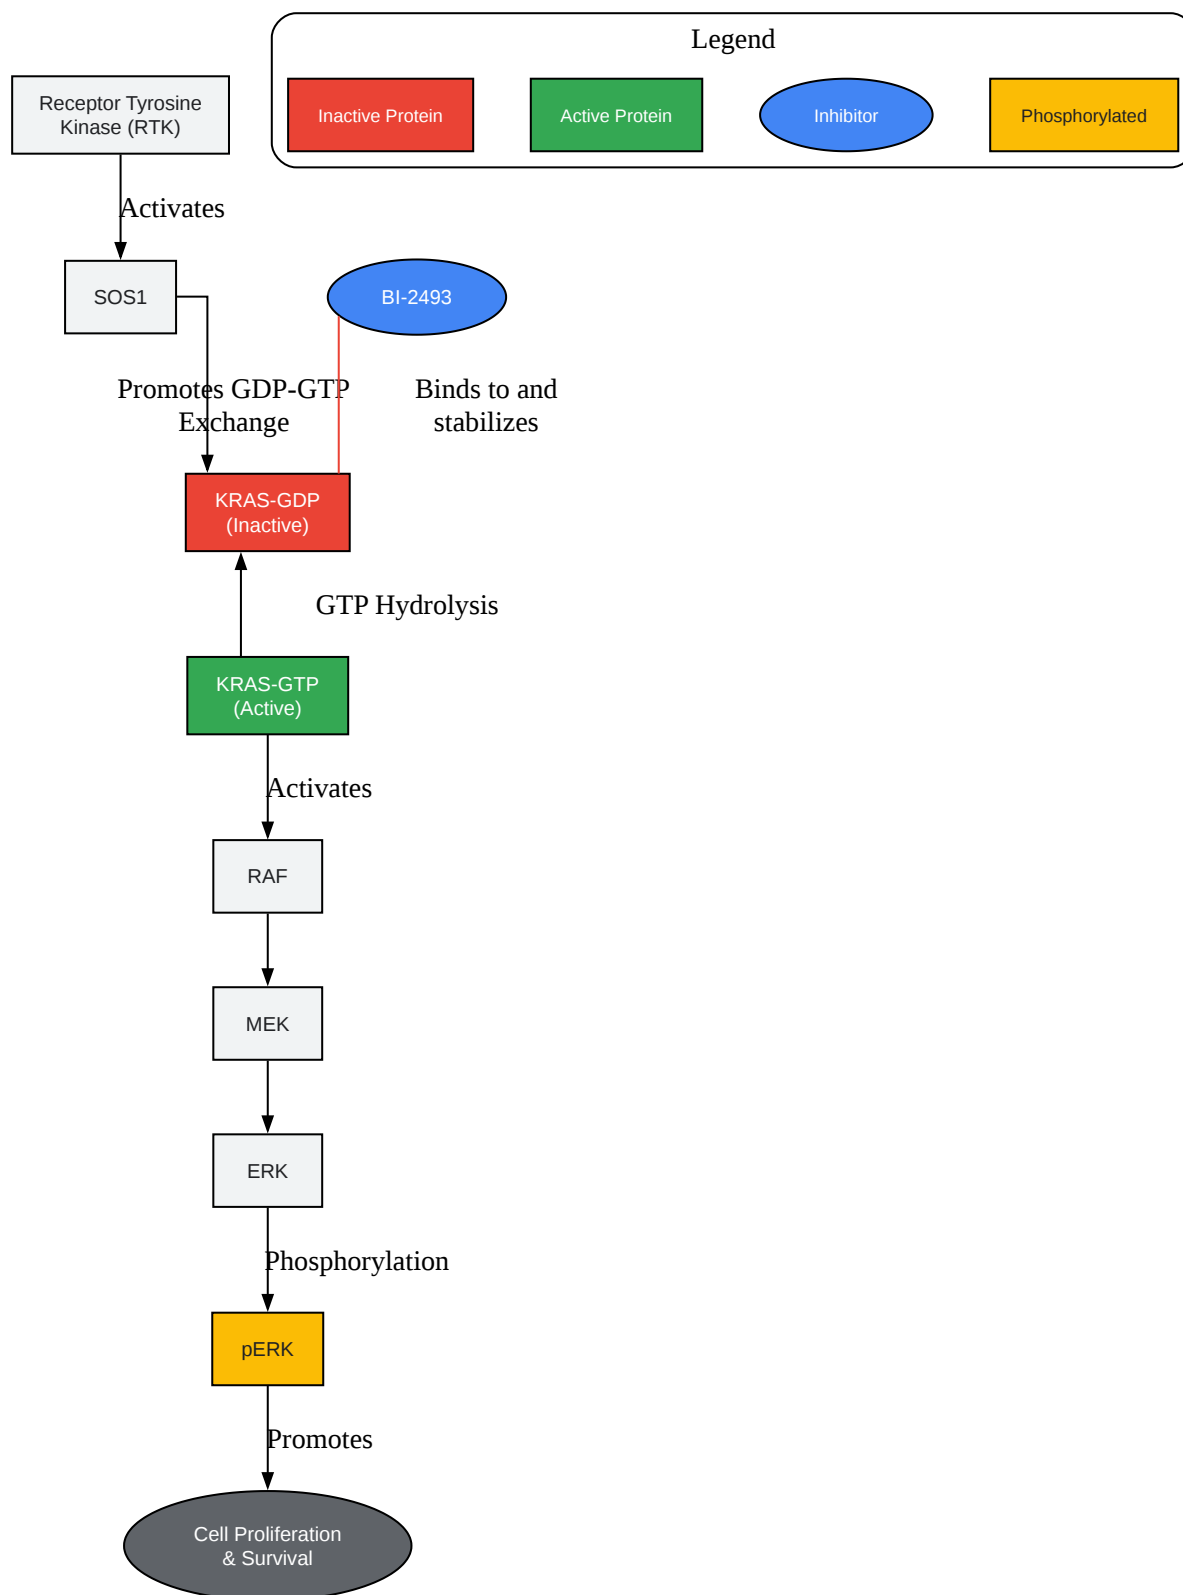 Legend
Inactive Protein
Active Protein
Inhibitor
Phosphorylated
Receptor Tyrosine
Kinase (RTK)
Activates
SOS1
BI-2493
Promotes GDP-GTP
Exchange
Binds to and
stabilizes
KRAS-GDP
(Inactive)
GTP Hydrolysis
KRAS-GTP
(Active)
Activates
RAF
MEK
ERK
Phosphorylation
pERK
Promotes
Cell Proliferation
& Survival